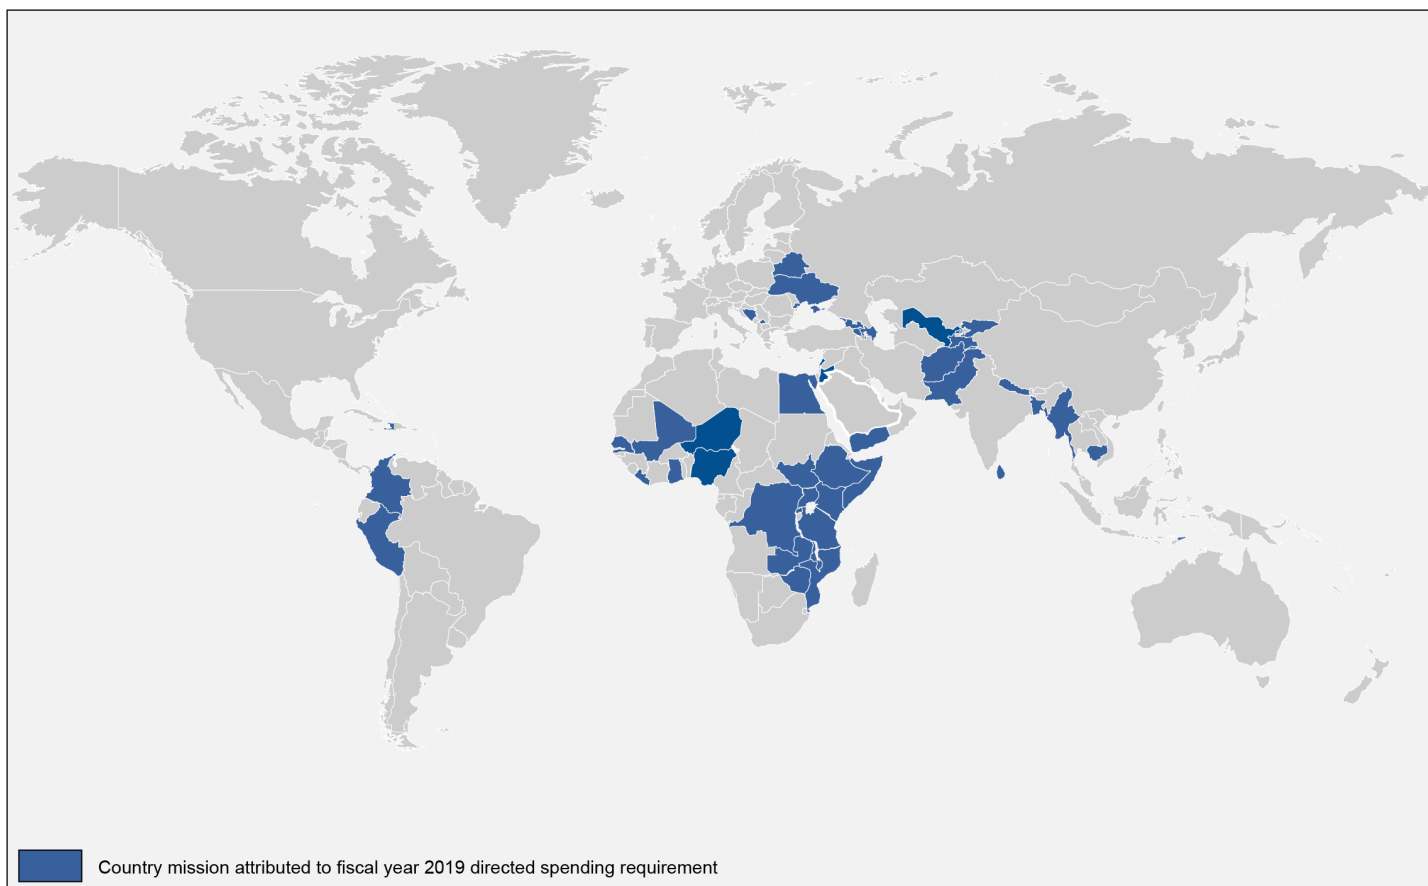 Country mission attributed to fiscal year 2019 directed spending requirement